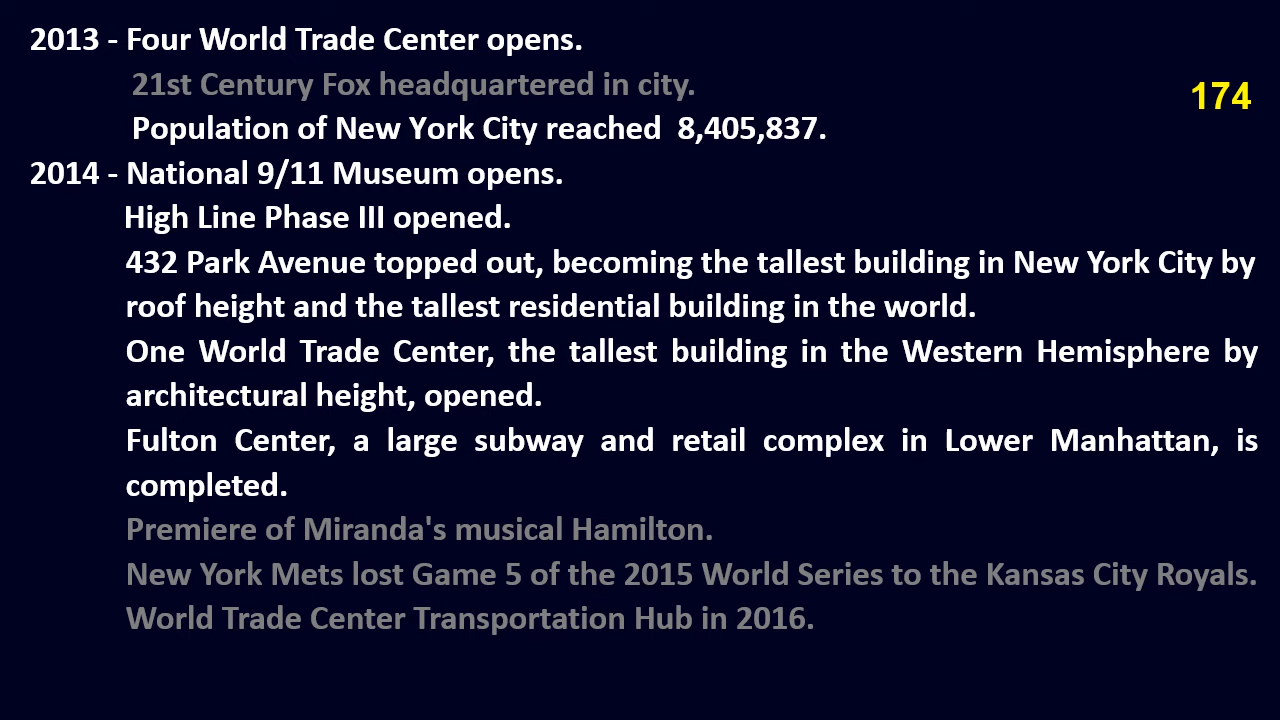 2013 - Four World Trade Center opens.
21st Century Fox headquartered in city.
174
Population of New York City reached  8,405,837.
2014 - National 9/11 Museum opens.
High Line Phase III opened.
432 Park Avenue topped out, becoming the tallest building in New York City by
roof height and the tallest residential building in the world.
One World Trade Center, the tallest building in the Western Hemisphere by
architectural height, opened.
Fulton Center, a large subway and retail complex in Lower Manhattan, is
completed.
Premiere of Miranda's musical Hamilton.
New York Mets lost Game 5 of the 2015 World Series to the Kansas City Royals.
World Trade Center Transportation Hub in 2016.